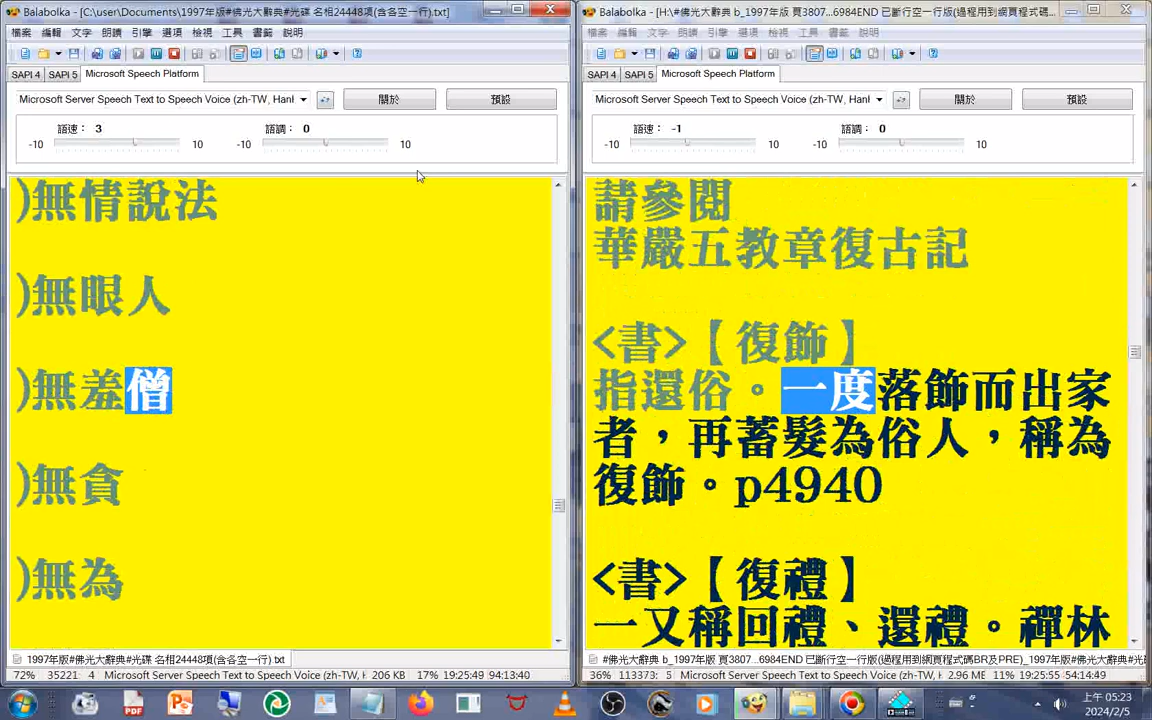 Balabolka - [C:\user\Documents\1997年版#佛光大辭典#光碟 名相24448項(含各空一行).txt]
檔案 編輯 文字 朗讀 引擎 選項 檢視 工具 書籤 說明
SAPI 4 SAPI 5 Microsoft Speech Platform
Microsoft Server Speech Text to Speech Voice (zh-TW, Hanl
關於 預設
語速： 3 語調： 0
-10 10 -10 10
)無情說法
)無眼人
)無羞僧
)無貪
)無為
1997年版#佛光大辭典#光碟 名相24448項(含各空一行).txt
72% 35221: 4 Microsoft Server Speech Text to Speech Voice (zh-TW, H 206 KB 17% 19:25:49 94:13:40
Balabolka - [H:\#佛光大辭典 b_1997年版 頁3807...6984END 已斷行空一行版(過程用到網頁程式碼...
檔案 編輯 文字 朗讀 引擎 選項 檢視 工具 書籤 說明
SAPI 4 SAPI 5 Microsoft Speech Platform
Microsoft Server Speech Text to Speech Voice (zh-TW, Hanl
關於 預設
語速： -1 語調： 0
-10 10 -10 10
請參閱
華嚴五教章復古記
<書>【復飾】
指還俗。一度落飾而出家
者，再蓄髮為俗人，稱為
復飾。p4940
<書>【復禮】
一又稱回禮、還禮。禪林
#佛光大辭典 b_1997年版 頁3807...6984END 已斷行空一行版(過程用到網頁程式碼BR及PRE)_1997年版#佛光大辭典#光
36% 113373: 5 Microsoft Server Speech Text to Speech Voice (zh-TW, H 2.96 MB 11% 19:25:55 54:14:49
上午 05:23
2024/2/5